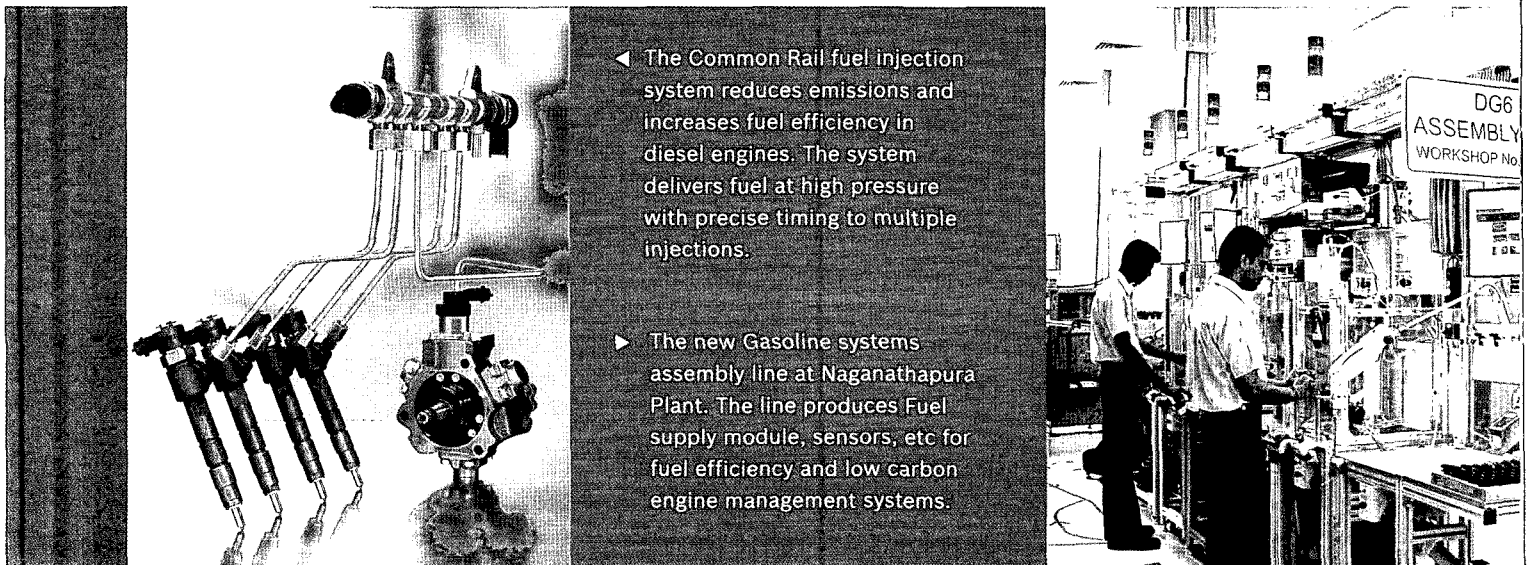 ◄ The Common Rail fuel injection
system reduces emissions and
increases fuel efficiency in
diesel engines. The system
delivers fuel at high pressure
with precise timing to multiple
injections.
► The new Gasoline systems
assembly line at Naganathapura
Plant. The line produces Fuel
supply module, sensors, etc for
fuel efficiency and low carbon
engine management systems.
DG6
ASSEMBLY
WORKSHOP No.